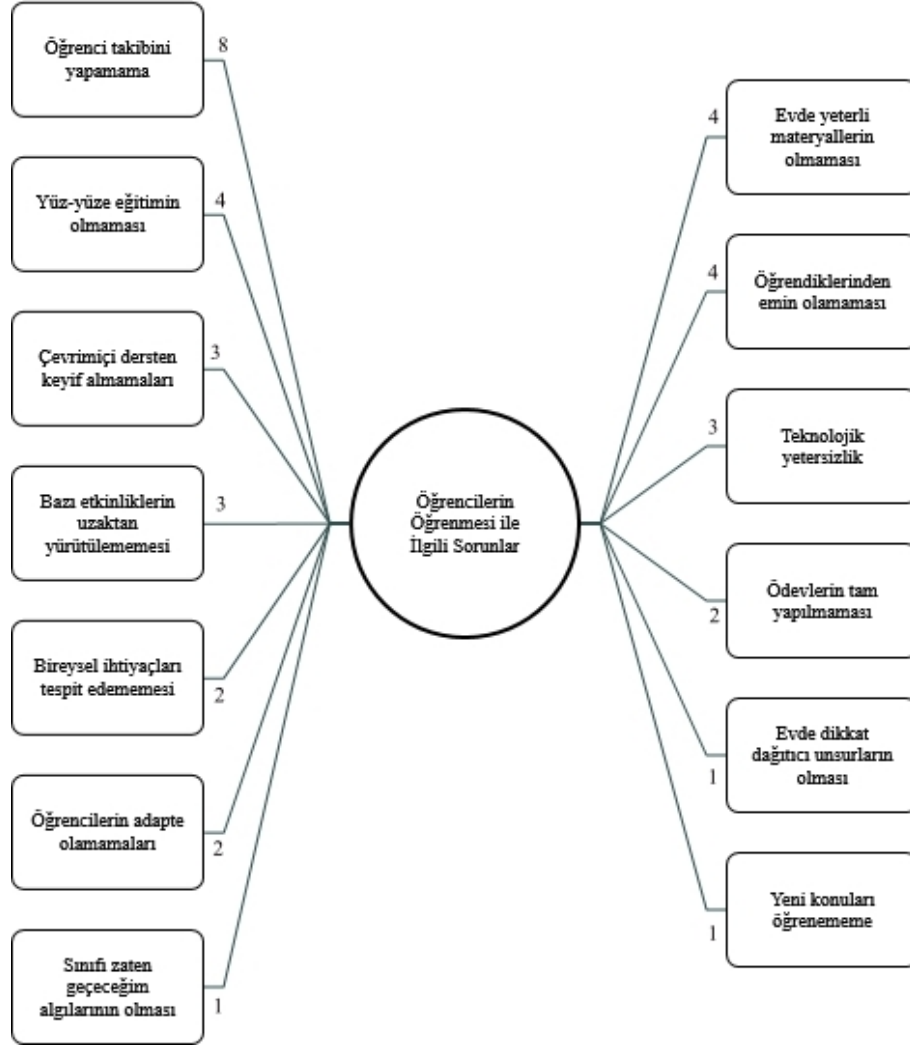 Öğrenci takibini
yapamama
8
Yüz-yüze eğitimin
olmaması
4
Çevrimiçi dersten
keyif almamaları
3
Bazı etkinliklerin
uzaktan
yürütülememesi
3
Bireysel ihtiyaçları
tespit edememesi
2
Öğrencilerin adapte
olamamaları
2
Sınıfı zaten
geçeceğim
algılarının olması
1
Öğrencilerin
Öğrenmesi ile
İlgili Sorunlar
4
Evde yeterli
materyallerin
olmaması
4
Öğrendiklerinden
emin olamaması
3
Teknolojik
yetersizlik
2
Ödevlerin tam
yapılmaması
1
Evde dikkat
dağıtıcı unsurların
olması
1
Yeni konuları
öğrenememe